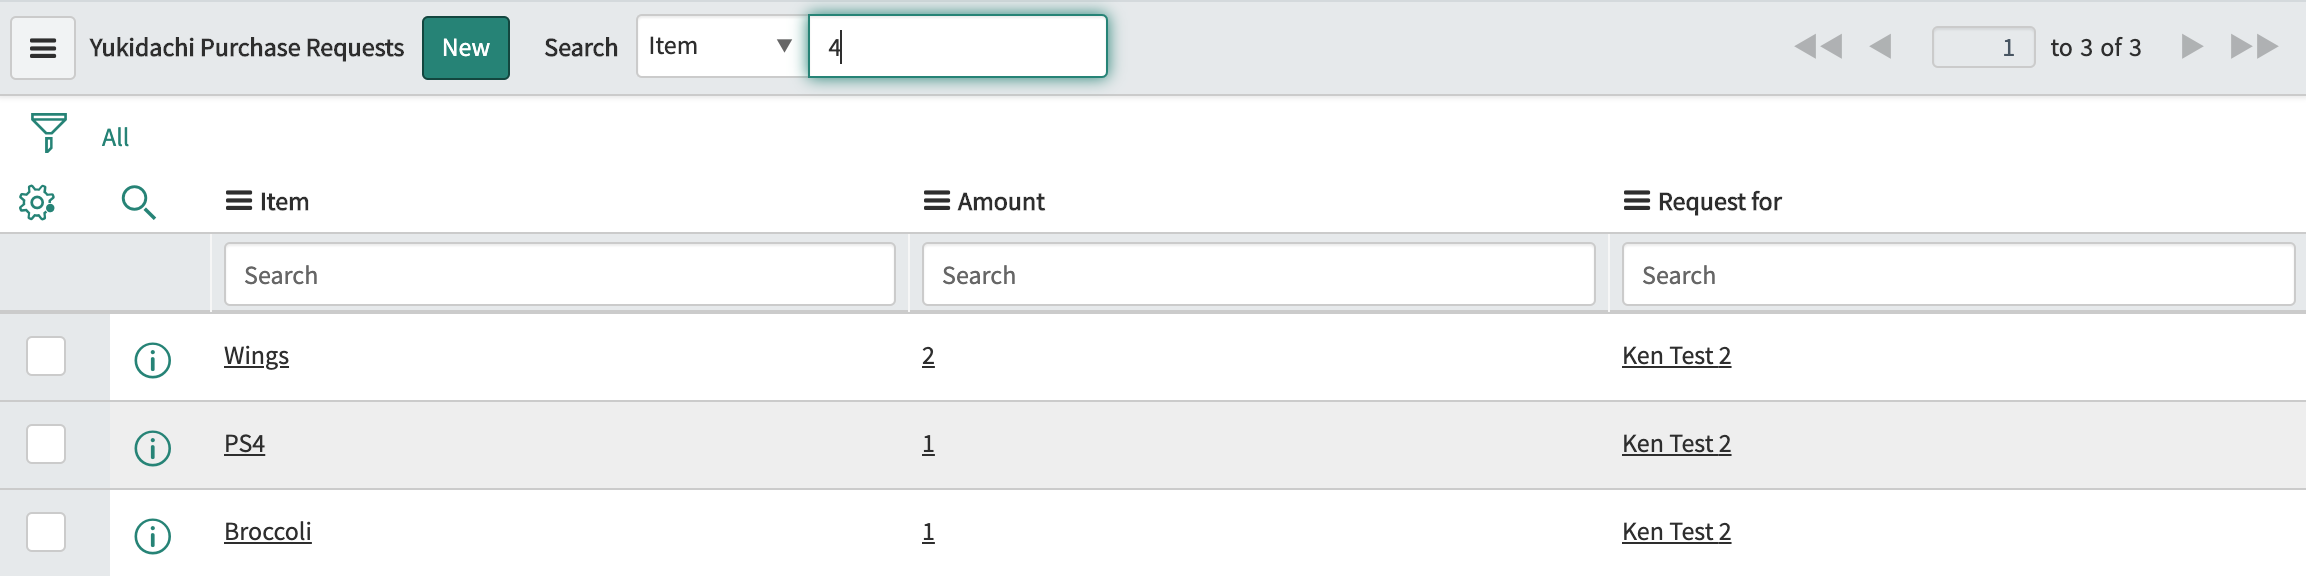 Yukidachi Purchase Requests New Search Item 4 1 to 3 of 3
All
Item Amount Request for
Search Search Search
Wings 2 Ken Test 2
PS4 1 Ken Test 2
Broccoli 1 Ken Test 2